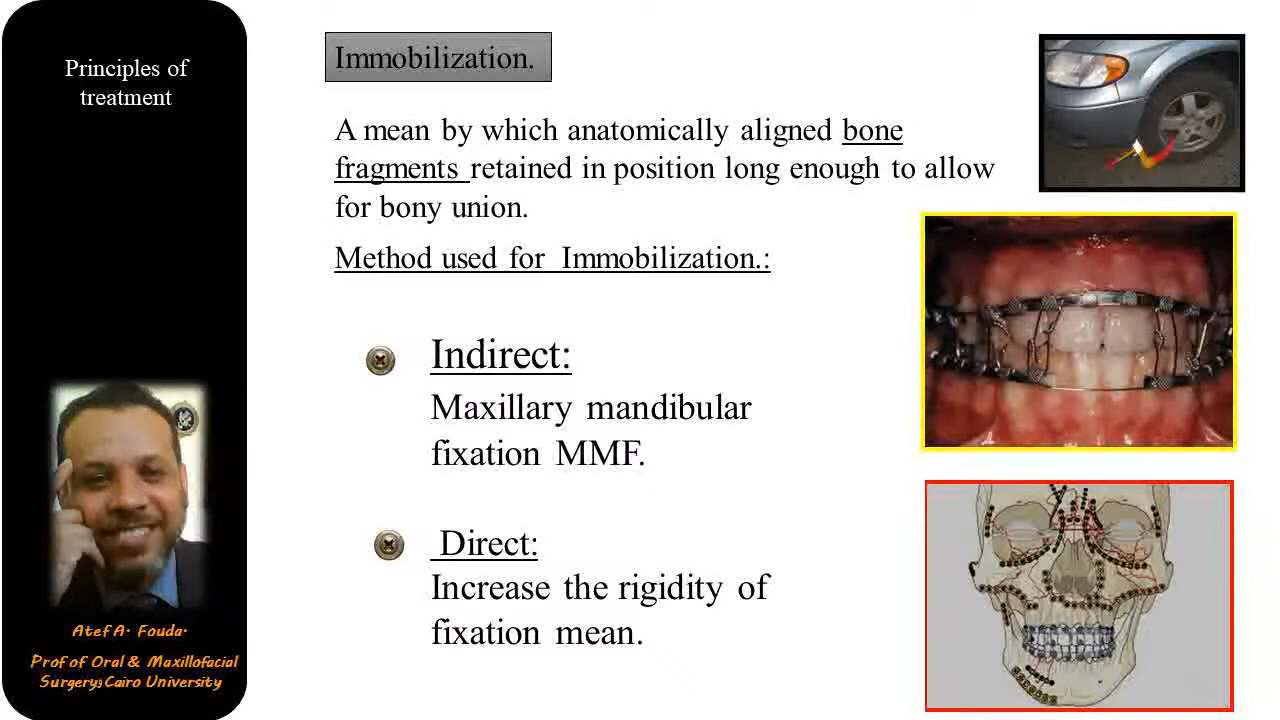 Principles of
treatment
Immobilization.
A mean by which anatomically aligned bone
fragments retained in position long enough to allow
for bony union.
Method used for Immobilization.:
Indirect:
Maxillary mandibular
fixation MMF.
Direct:
Increase the rigidity of
fixation mean.
Atef A. Fouda.
Prof of Oral & Maxillofacial
Surgery,Cairo University